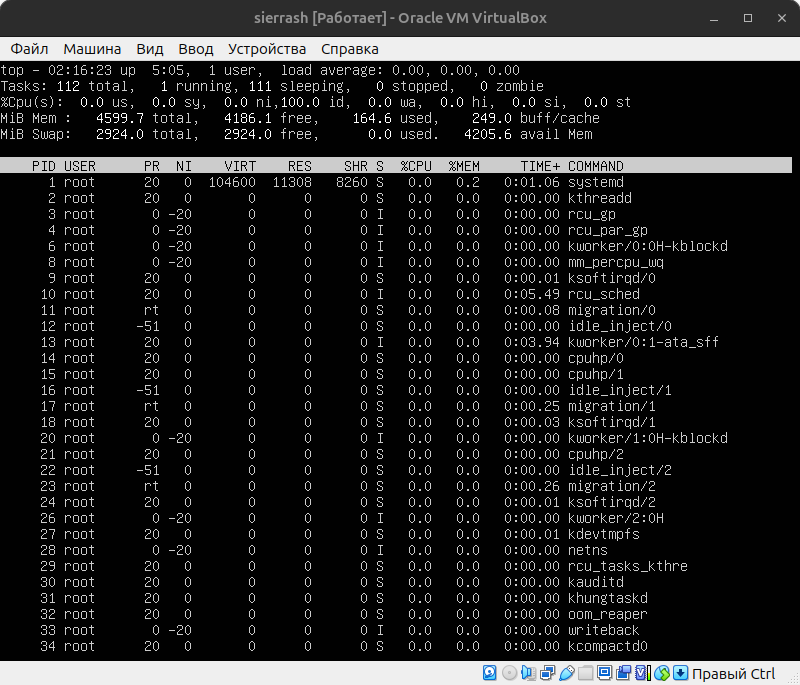 sierrash [Работает] - Oracle VM VirtualBox
Файл Машина Вид Ввод Устройства Справка
top - 02:16:23 up  5:05,  1 user,  load average: 0.00, 0.00, 0.00
Tasks: 112 total,   1 running, 111 sleeping,   0 stopped,   0 zombie
%Cpu(s):  0.0 us,  0.0 sy,  0.0 ni,100.0 id,  0.0 wa,  0.0 hi,  0.0 si,  0.0 st
MiB Mem :   4599.7 total,   4186.1 free,    164.6 used,    249.0 buff/cache
MiB Swap:   2924.0 total,   2924.0 free,      0.0 used.   4205.6 avail Mem
PID USER PR NI VIRT RES SHR S %CPU %MEM TIME+ COMMAND
1 root 20 0 104600 11308 8260 S 0.0 0.2 0:01.06 systemd
2 root 20 0 0 0 0 S 0.0 0.0 0:00.00 kthreadd
3 root 0 -20 0 0 0 I 0.0 0.0 0:00.00 rcu_gp
4 root 0 -20 0 0 0 I 0.0 0.0 0:00.00 rcu_par_gp
6 root 0 -20 0 0 0 I 0.0 0.0 0:00.00 kworker/0:0H-kblockd
8 root 0 -20 0 0 0 I 0.0 0.0 0:00.00 mm_percpu_wq
9 root 20 0 0 0 0 S 0.0 0.0 0:00.01 ksoftirqd/0
10 root 20 0 0 0 0 I 0.0 0.0 0:05.49 rcu_sched
11 root rt 0 0 0 0 S 0.0 0.0 0:00.08 migration/0
12 root -51 0 0 0 0 S 0.0 0.0 0:00.00 idle_inject/0
13 root 20 0 0 0 0 I 0.0 0.0 0:03.94 kworker/0:1-ata_sff
14 root 20 0 0 0 0 S 0.0 0.0 0:00.00 cpuhp/0
15 root 20 0 0 0 0 S 0.0 0.0 0:00.00 cpuhp/1
16 root -51 0 0 0 0 S 0.0 0.0 0:00.00 idle_inject/1
17 root rt 0 0 0 0 S 0.0 0.0 0:00.25 migration/1
18 root 20 0 0 0 0 S 0.0 0.0 0:00.03 ksoftirqd/1
20 root 0 -20 0 0 0 I 0.0 0.0 0:00.00 kworker/1:0H-kblockd
21 root 20 0 0 0 0 S 0.0 0.0 0:00.00 cpuhp/2
22 root -51 0 0 0 0 S 0.0 0.0 0:00.00 idle_inject/2
23 root rt 0 0 0 0 S 0.0 0.0 0:00.26 migration/2
24 root 20 0 0 0 0 S 0.0 0.0 0:00.01 ksoftirqd/2
26 root 0 -20 0 0 0 I 0.0 0.0 0:00.00 kworker/2:0H
27 root 20 0 0 0 0 S 0.0 0.0 0:00.01 kdevtmpfs
28 root 0 -20 0 0 0 I 0.0 0.0 0:00.00 netns
29 root 20 0 0 0 0 S 0.0 0.0 0:00.00 rcu_tasks_kthre
30 root 20 0 0 0 0 S 0.0 0.0 0:00.00 kauditd
31 root 20 0 0 0 0 S 0.0 0.0 0:00.00 khungtaskd
32 root 20 0 0 0 0 S 0.0 0.0 0:00.00 oom_reaper
33 root 0 -20 0 0 0 I 0.0 0.0 0:00.00 writeback
34 root 20 0 0 0 0 S 0.0 0.0 0:00.00 kcompactd0
Правый Ctrl